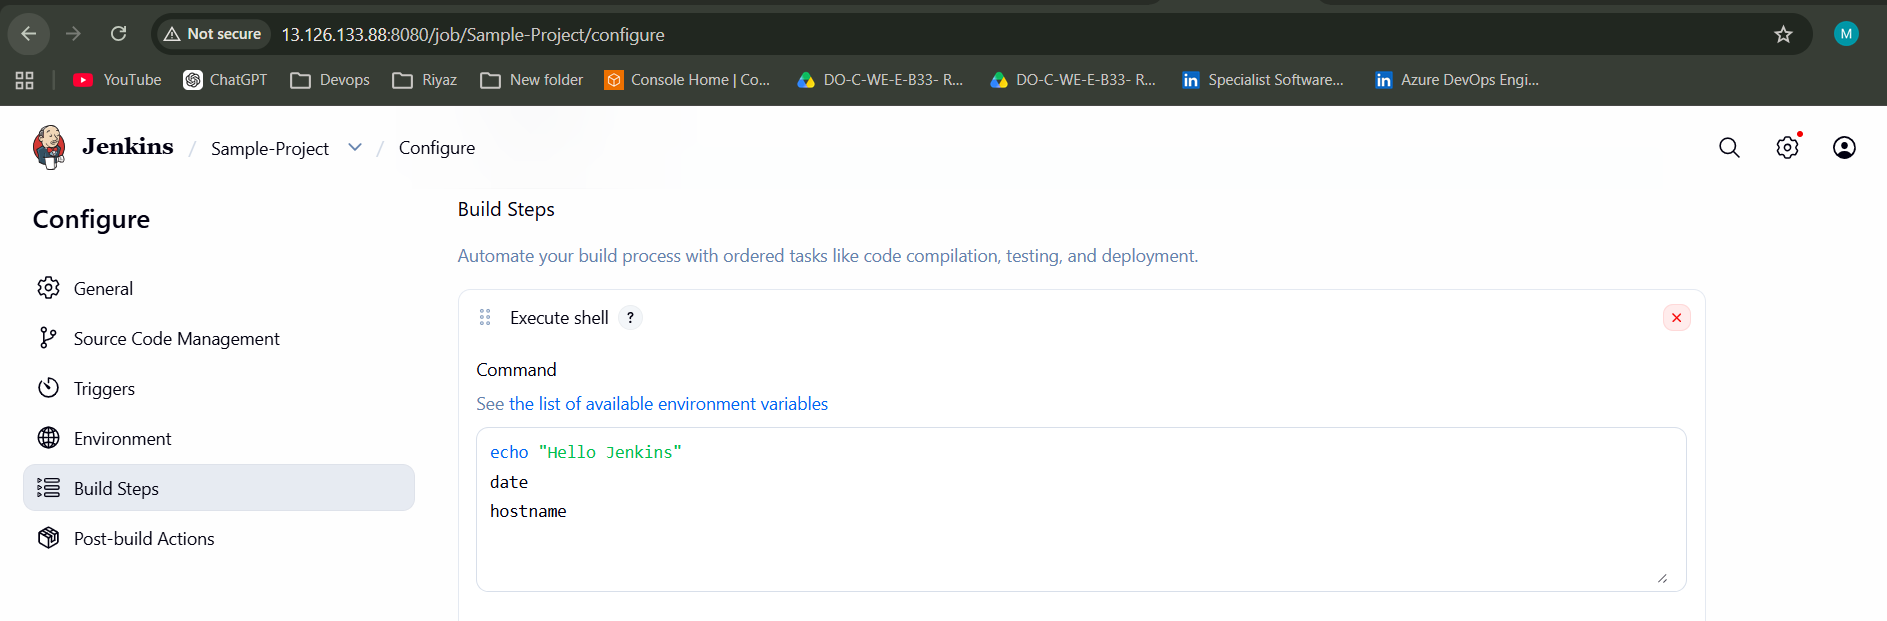 Not secure 13.126.133.88:8080/job/Sample-Project/configure M
YouTube ChatGPT Devops Riyaz New folder Console Home | Co... DO-C-WE-E-B33- R... DO-C-WE-E-B33- R... in Specialist Software... in Azure DevOps Engi...
Jenkins / Sample-Project / Configure
Configure
General
Source Code Management
Triggers
Environment
Build Steps
Post-build Actions
Build Steps
Automate your build process with ordered tasks like code compilation, testing, and deployment.
Execute shell ?
Command
See the list of available environment variables
echo "Hello Jenkins"
date
hostname